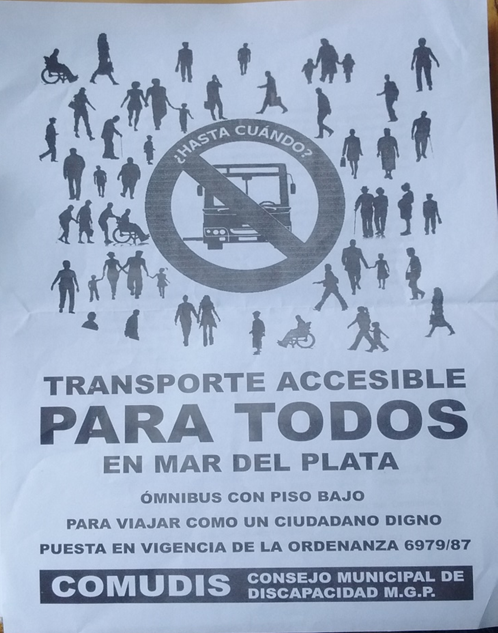 ¿HASTA CUÁNDO?
TRANSPORTE ACCESIBLE
PARA TODOS
EN MAR DEL PLATA
ÓMNIBUS CON PISO BAJO
PARA VIAJAR COMO UN CIUDADANO DIGNO
PUESTA EN VIGENCIA DE LA ORDENANZA 6979/87
COMUDIS CONSEJO MUNICIPAL DE
DISCAPACIDAD M.G.P.